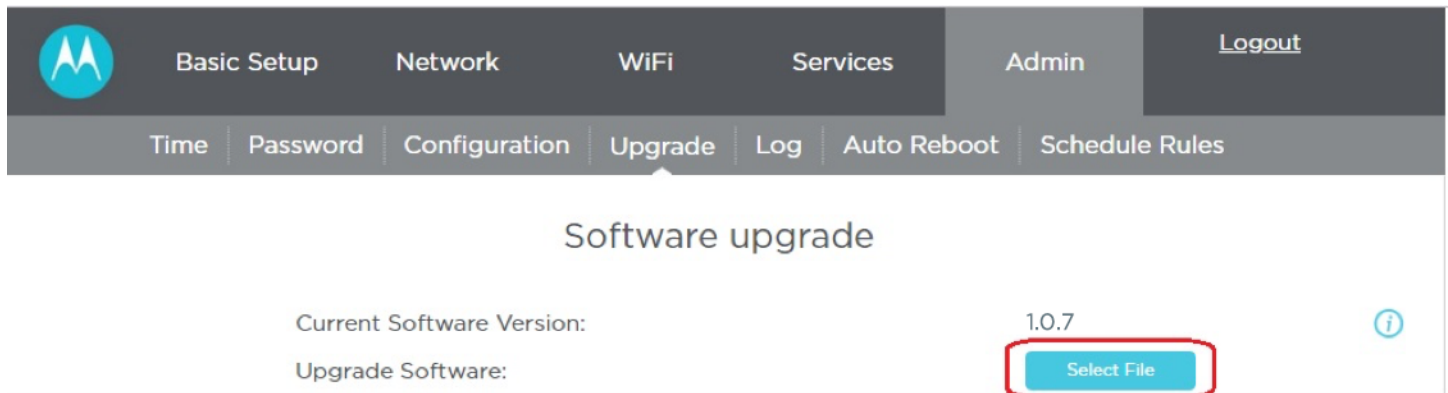 Basic Setup Network WiFi Services Admin Logout
Time Password Configuration Upgrade Log Auto Reboot Schedule Rules
Software upgrade
Current Software Version: 1.0.7 i
Upgrade Software: Select File